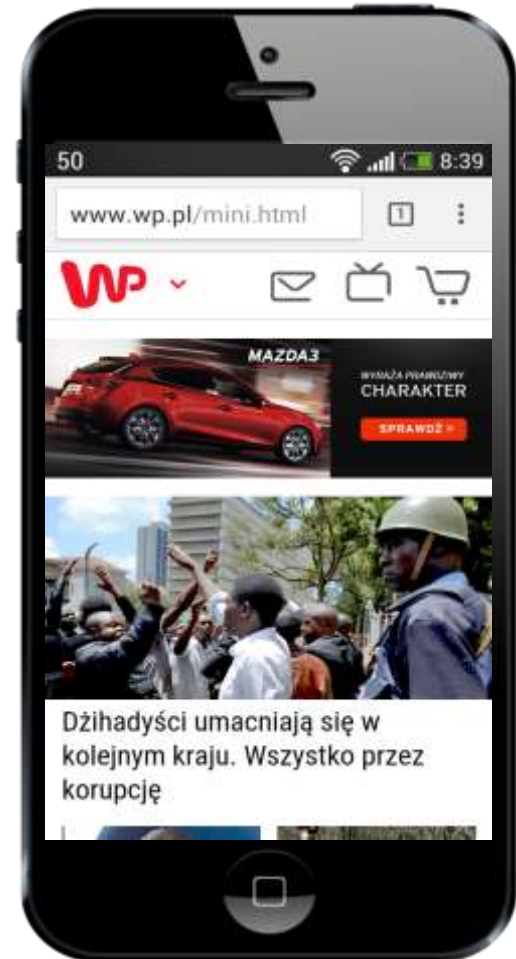 50 8:39
www.wp.pl/mini.html 1
WP
MAZDA3
WYRAŻA PRAWDZIWY
CHARAKTER
SPRAWDŹ »
Dżihadyści umacniają się w
kolejnym kraju. Wszystko przez
korupcję